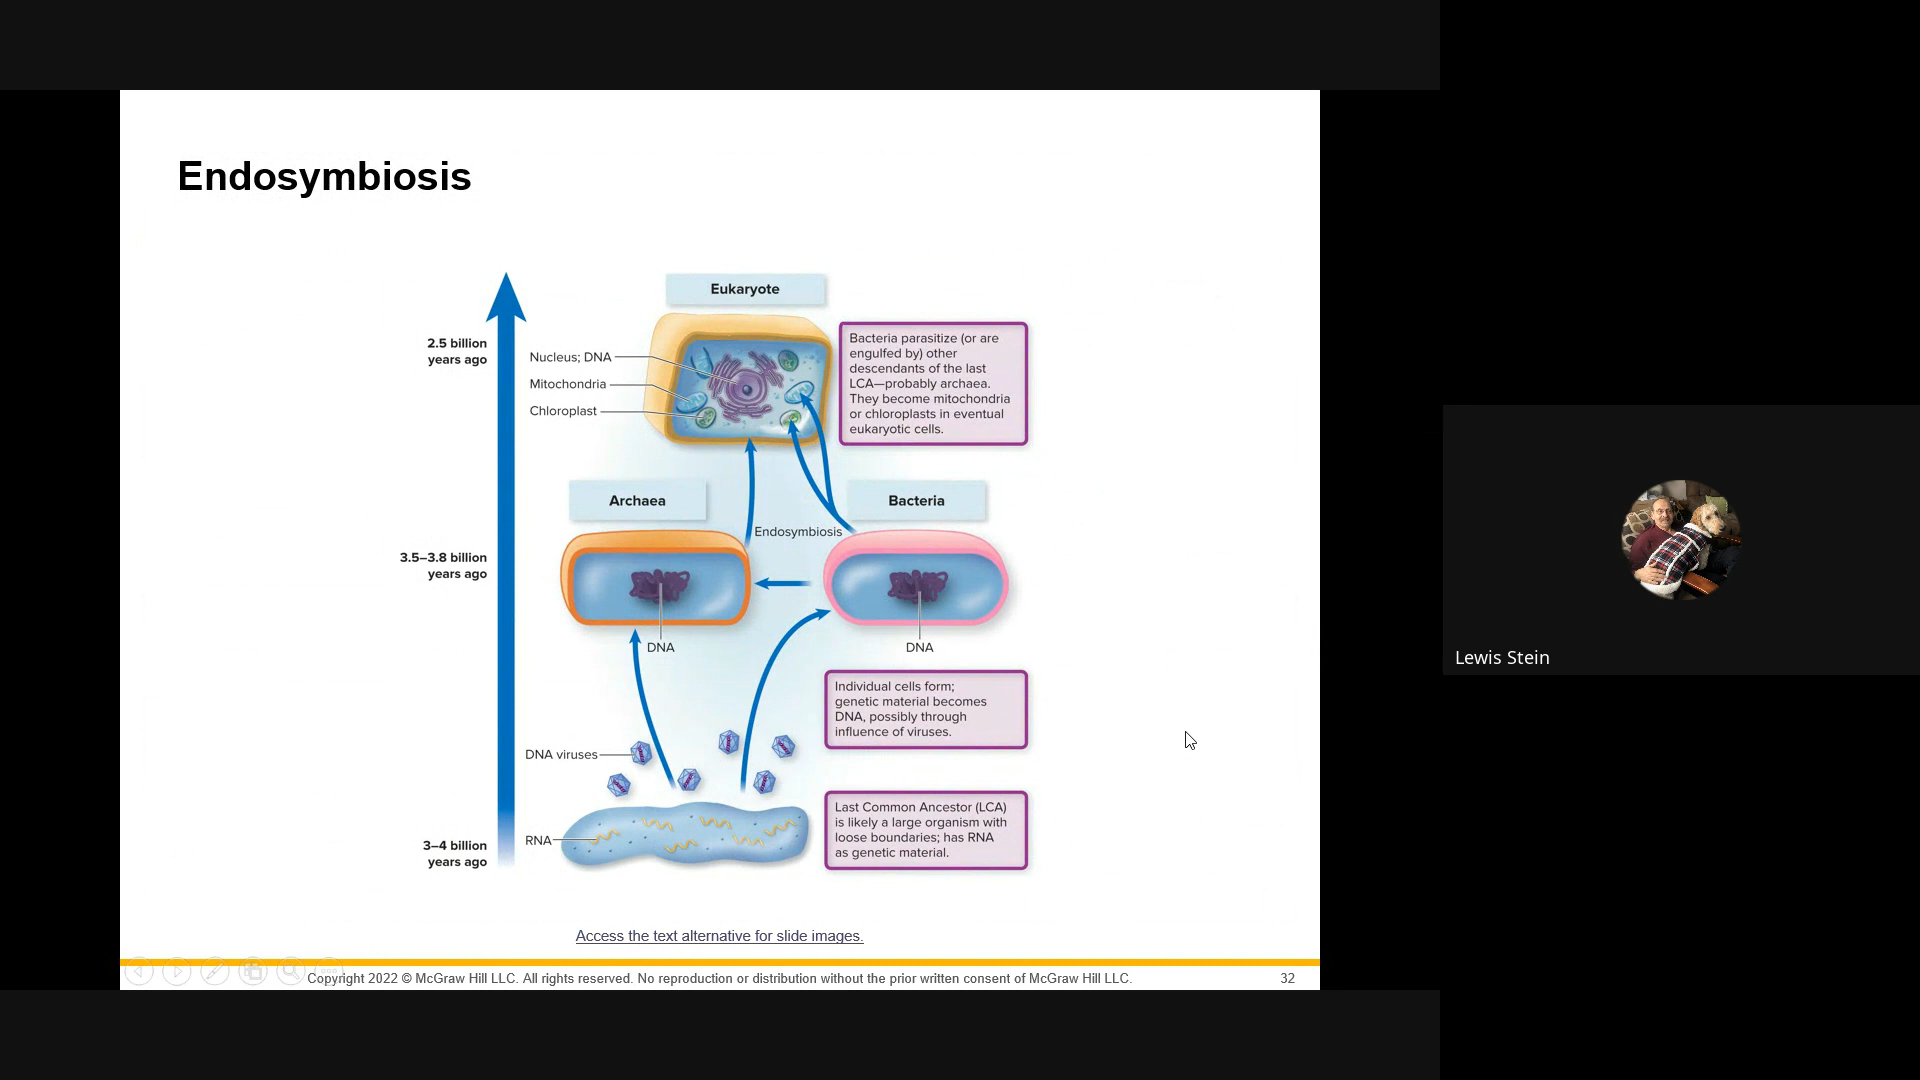 Endosymbiosis
Eukaryote
2.5 billion
years ago
Nucleus; DNA
Mitochondria
Chloroplast
Bacteria parasitize (or are
engulfed by) other
descendants of the last
LCA—probably archaea.
They become mitochondria
or chloroplasts in eventual
eukaryotic cells.
Archaea
Bacteria
Endosymbiosis
3.5–3.8 billion
years ago
DNA
DNA
Individual cells form;
genetic material becomes
DNA, possibly through
influence of viruses.
DNA viruses
Last Common Ancestor (LCA)
is likely a large organism with
loose boundaries; has RNA
as genetic material.
RNA
3–4 billion
years ago
Access the text alternative for slide images.
Copyright 2022 © McGraw Hill LLC. All rights reserved. No reproduction or distribution without the prior written consent of McGraw Hill LLC.
32
Lewis Stein